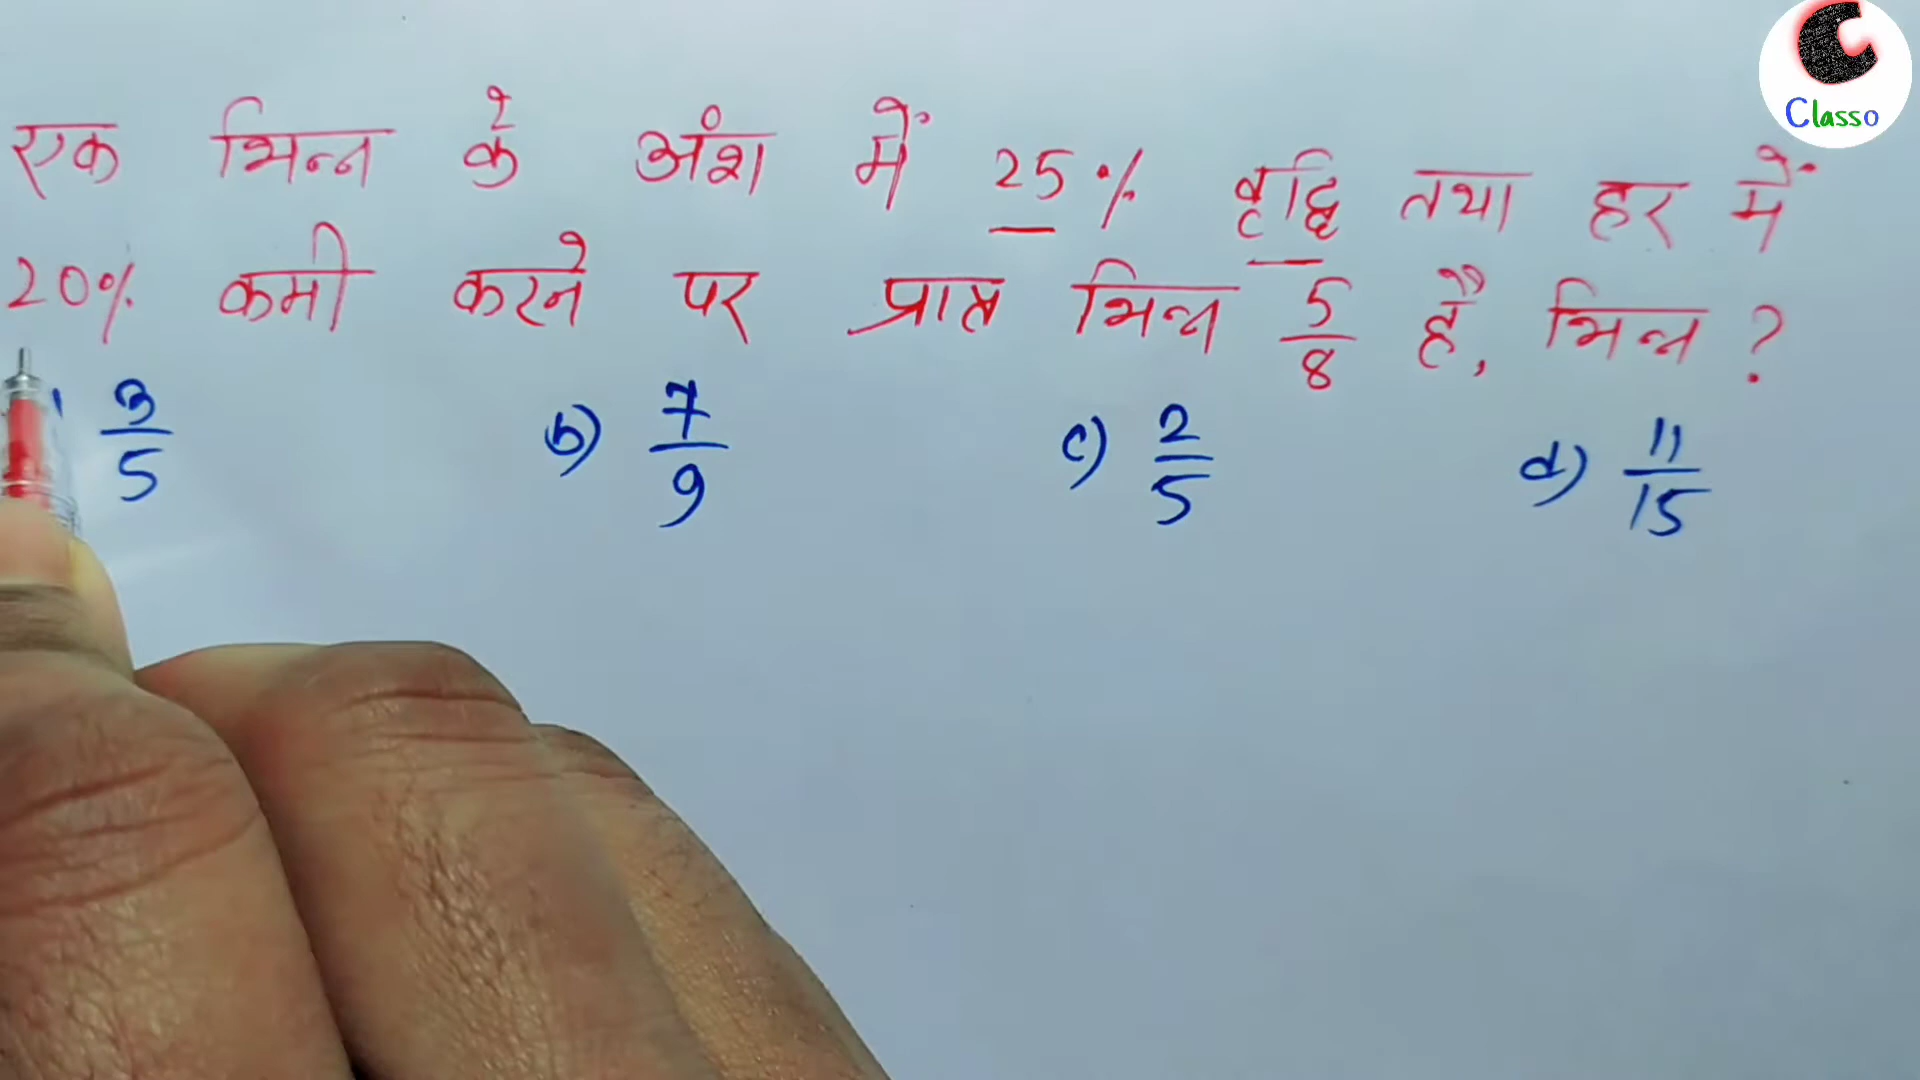 C
Classo
एक भिन्न के अंश में 25% वृद्धि तथा हर में
20% कमी करने पर प्राप्त भिन्न 5/8 है, भिन्न ?
3/5 b) 7/9 c) 2/5 d) 11/15